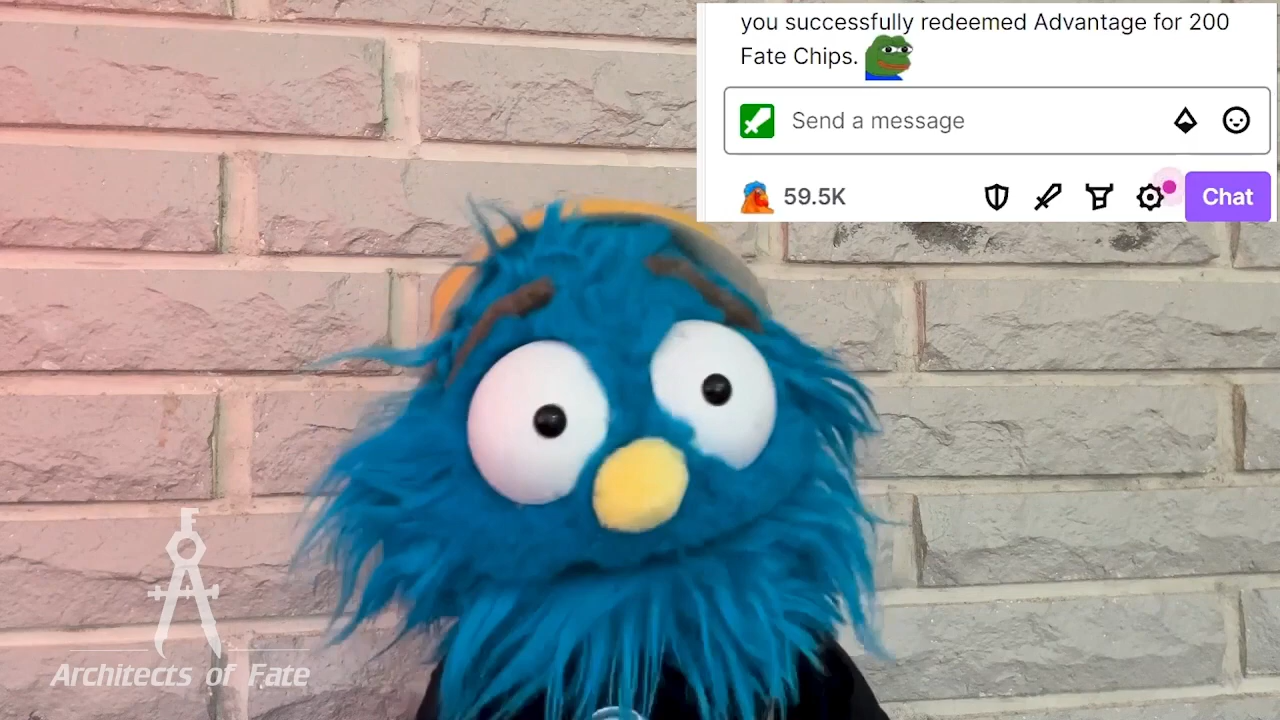 you successfully redeemed Advantage for 200
Fate Chips.
Send a message
59.5K
Chat
Architects of Fate